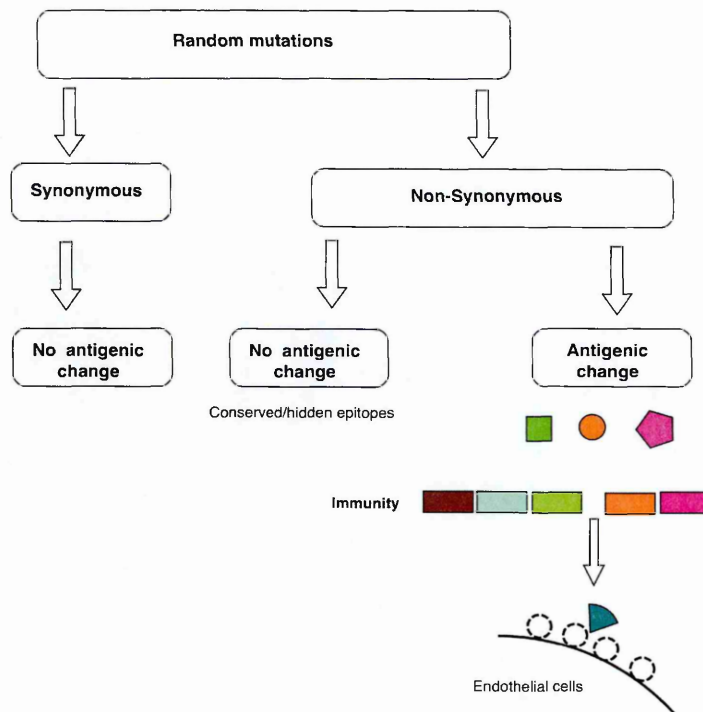 Random mutations
Synonymous
Non-Synonymous
No antigenic
change
No antigenic
change
Antigenic
change
Conserved/hidden epitopes
Immunity
Endothelial cells